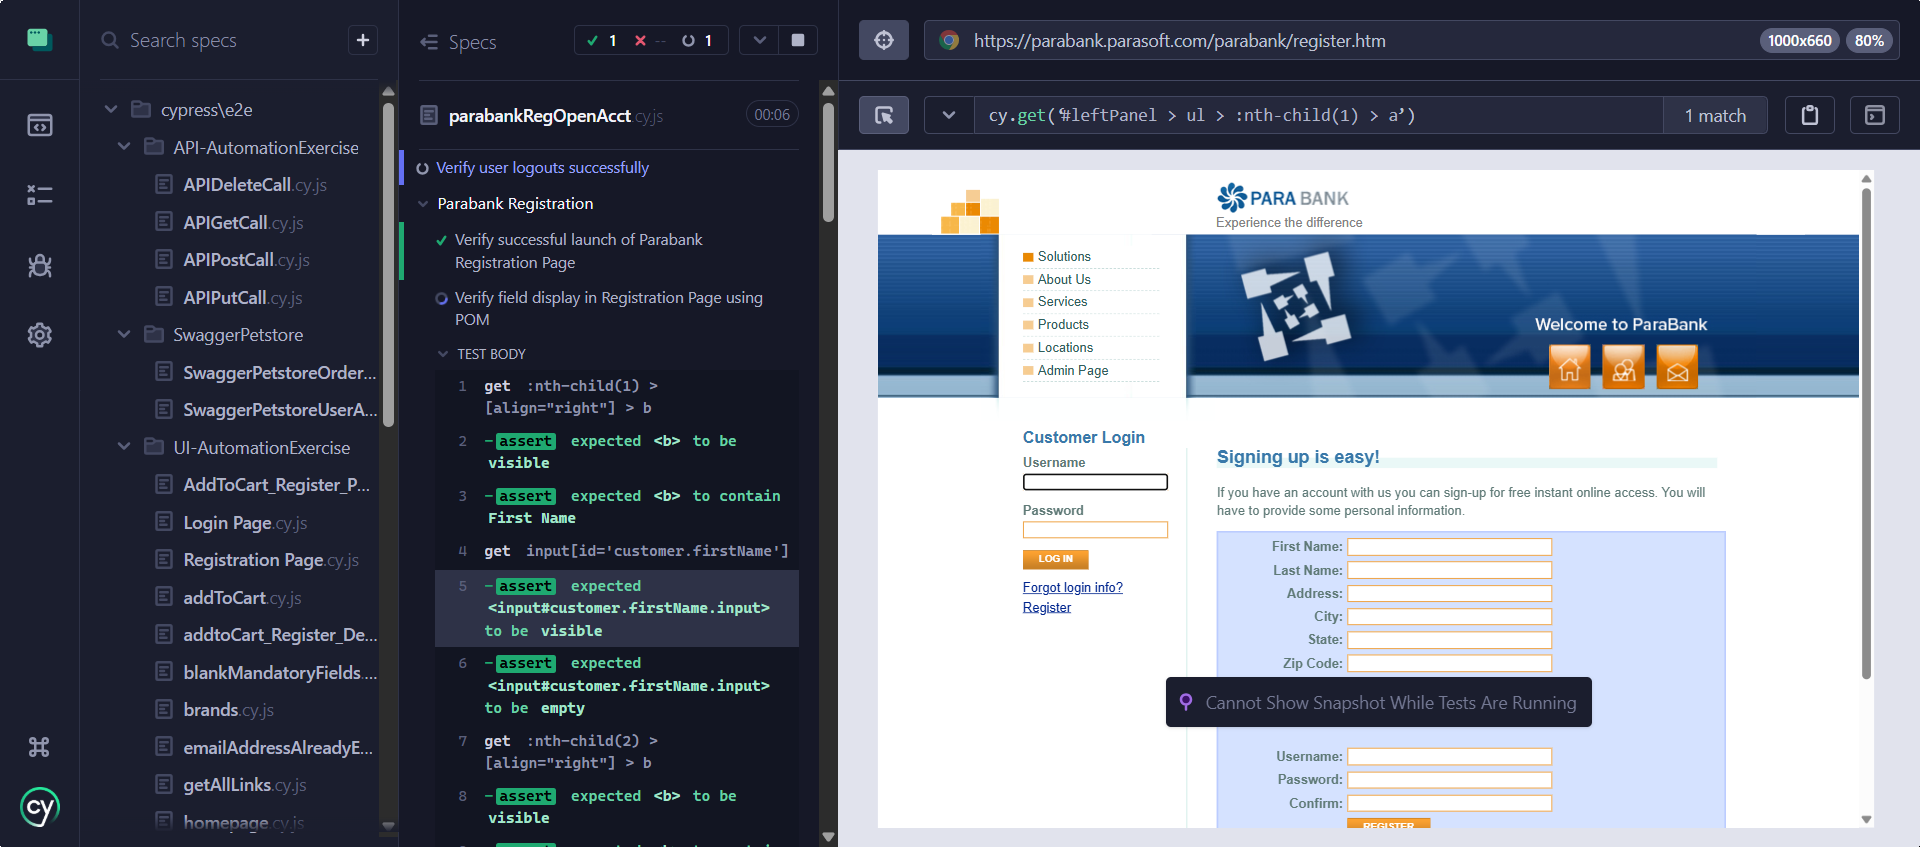 Search specs
+
cypress\e2e
API-AutomationExercise
APIDeleteCall.cy.js
APIGetCall.cy.js
APIPostCall.cy.js
APIPutCall.cy.js
SwaggerPetstore
SwaggerPetstoreOrder...
SwaggerPetstoreUserA...
UI-AutomationExercise
AddToCart_Register_P...
Login Page.cy.js
Registration Page.cy.js
addToCart.cy.js
addtoCart_Register_De...
blankMandatoryFields....
brands.cy.js
emailAddressAlreadyE...
getAllLinks.cy.js
homepage.cy.js
cy
Specs
1 -- 1
parabankRegOpenAcct.cy.js 00:06
Verify user logouts successfully
Parabank Registration
Verify successful launch of Parabank
Registration Page
Verify field display in Registration Page using
POM
TEST BODY
1 get :nth-child(1) >
[align="right"] > b
2 -assert expected <b> to be
visible
3 -assert expected <b> to contain
First Name
4 get input[id='customer.firstName']
5 -assert expected
<input#customer.firstName.input>
to be visible
6 -assert expected
<input#customer.firstName.input>
to be empty
7 get :nth-child(2) >
[align="right"] > b
8 -assert expected <b> to be
visible
https://parabank.parasoft.com/parabank/register.htm 1000x660 80%
cy.get('#leftPanel > ul > :nth-child(1) > a') 1 match
PARA BANK
Experience the difference
Solutions
About Us
Services
Products
Locations
Admin Page
Welcome to ParaBank
Customer Login
Username
Password
LOG IN
Forgot login info?
Register
Signing up is easy!
If you have an account with us you can sign-up for free instant online access. You will
have to provide some personal information.
First Name:
Last Name:
Address:
City:
State:
Zip Code:
Cannot Show Snapshot While Tests Are Running
Username:
Password:
Confirm:
REGISTER